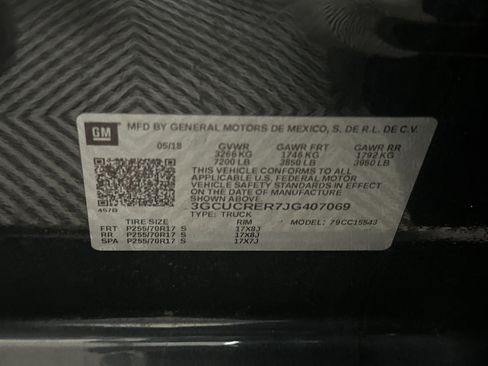 GM MFD BY GENERAL MOTORS DE MEXICO, S. DE R.L. DE C.V.
05/18 GVWR GAWR FRT GAWR RR
3266 KG 1746 KG 1792 KG
7200 LB 3850 LB 3950 LB
THIS VEHICLE CONFORMS TO ALL
APPLICABLE U.S. FEDERAL MOTOR VEHICLE
SAFETY STANDARDS IN EFFECT
ON THE DATE OF MANUFACTURE
SHOWN ABOVE.
3GCUCRER7JG407069
457B TYPE: TRUCK MODEL: 79CC15543
TIRE SIZE RIM
FRT P255/70R17 S 17X8J
RR P255/70R17 S 17X8J
SPA P255/70R17 S 17X7J